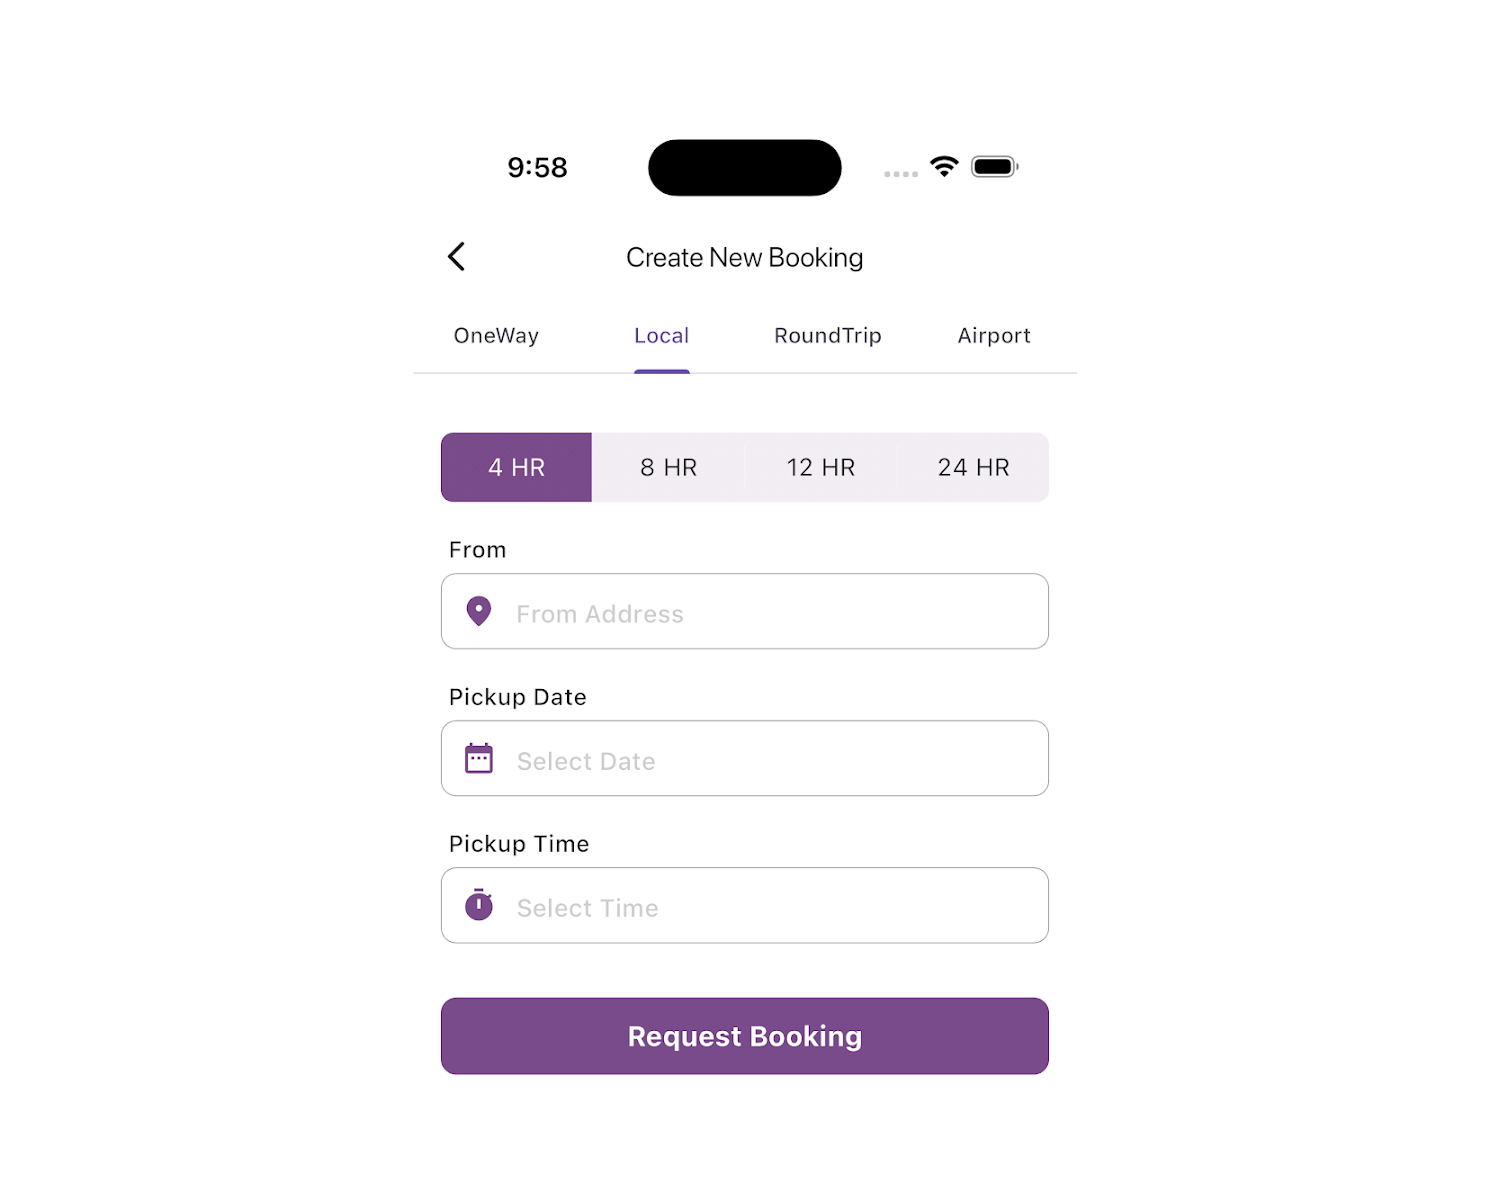 9:58
Create New Booking
OneWay Local RoundTrip Airport
4 HR 8 HR 12 HR 24 HR
From
From Address
Pickup Date
Select Date
Pickup Time
Select Time
Request Booking